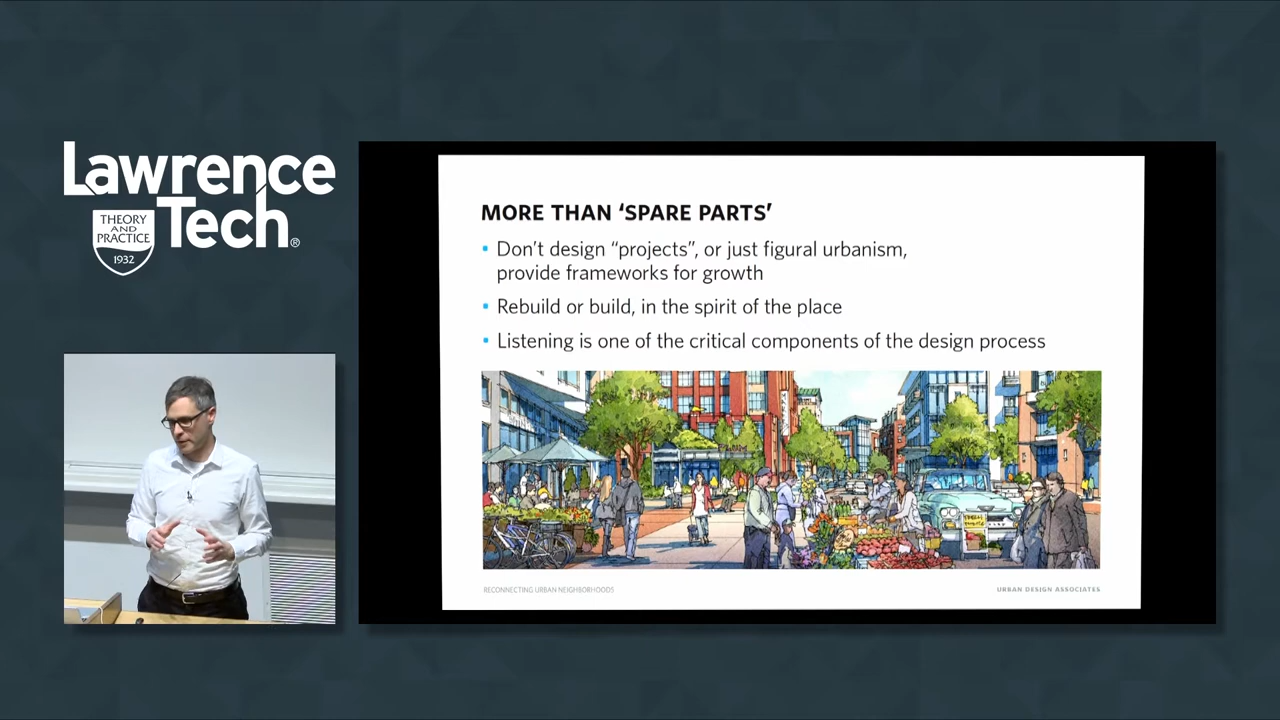 Lawrence
Tech®
THEORY
AND
PRACTICE
1932
MORE THAN ‘SPARE PARTS’
• Don’t design “projects”, or just figural urbanism,
provide frameworks for growth
• Rebuild or build, in the spirit of the place
• Listening is one of the critical components of the design process
RECONNECTING URBAN NEIGHBORHOODS
URBAN DESIGN ASSOCIATES